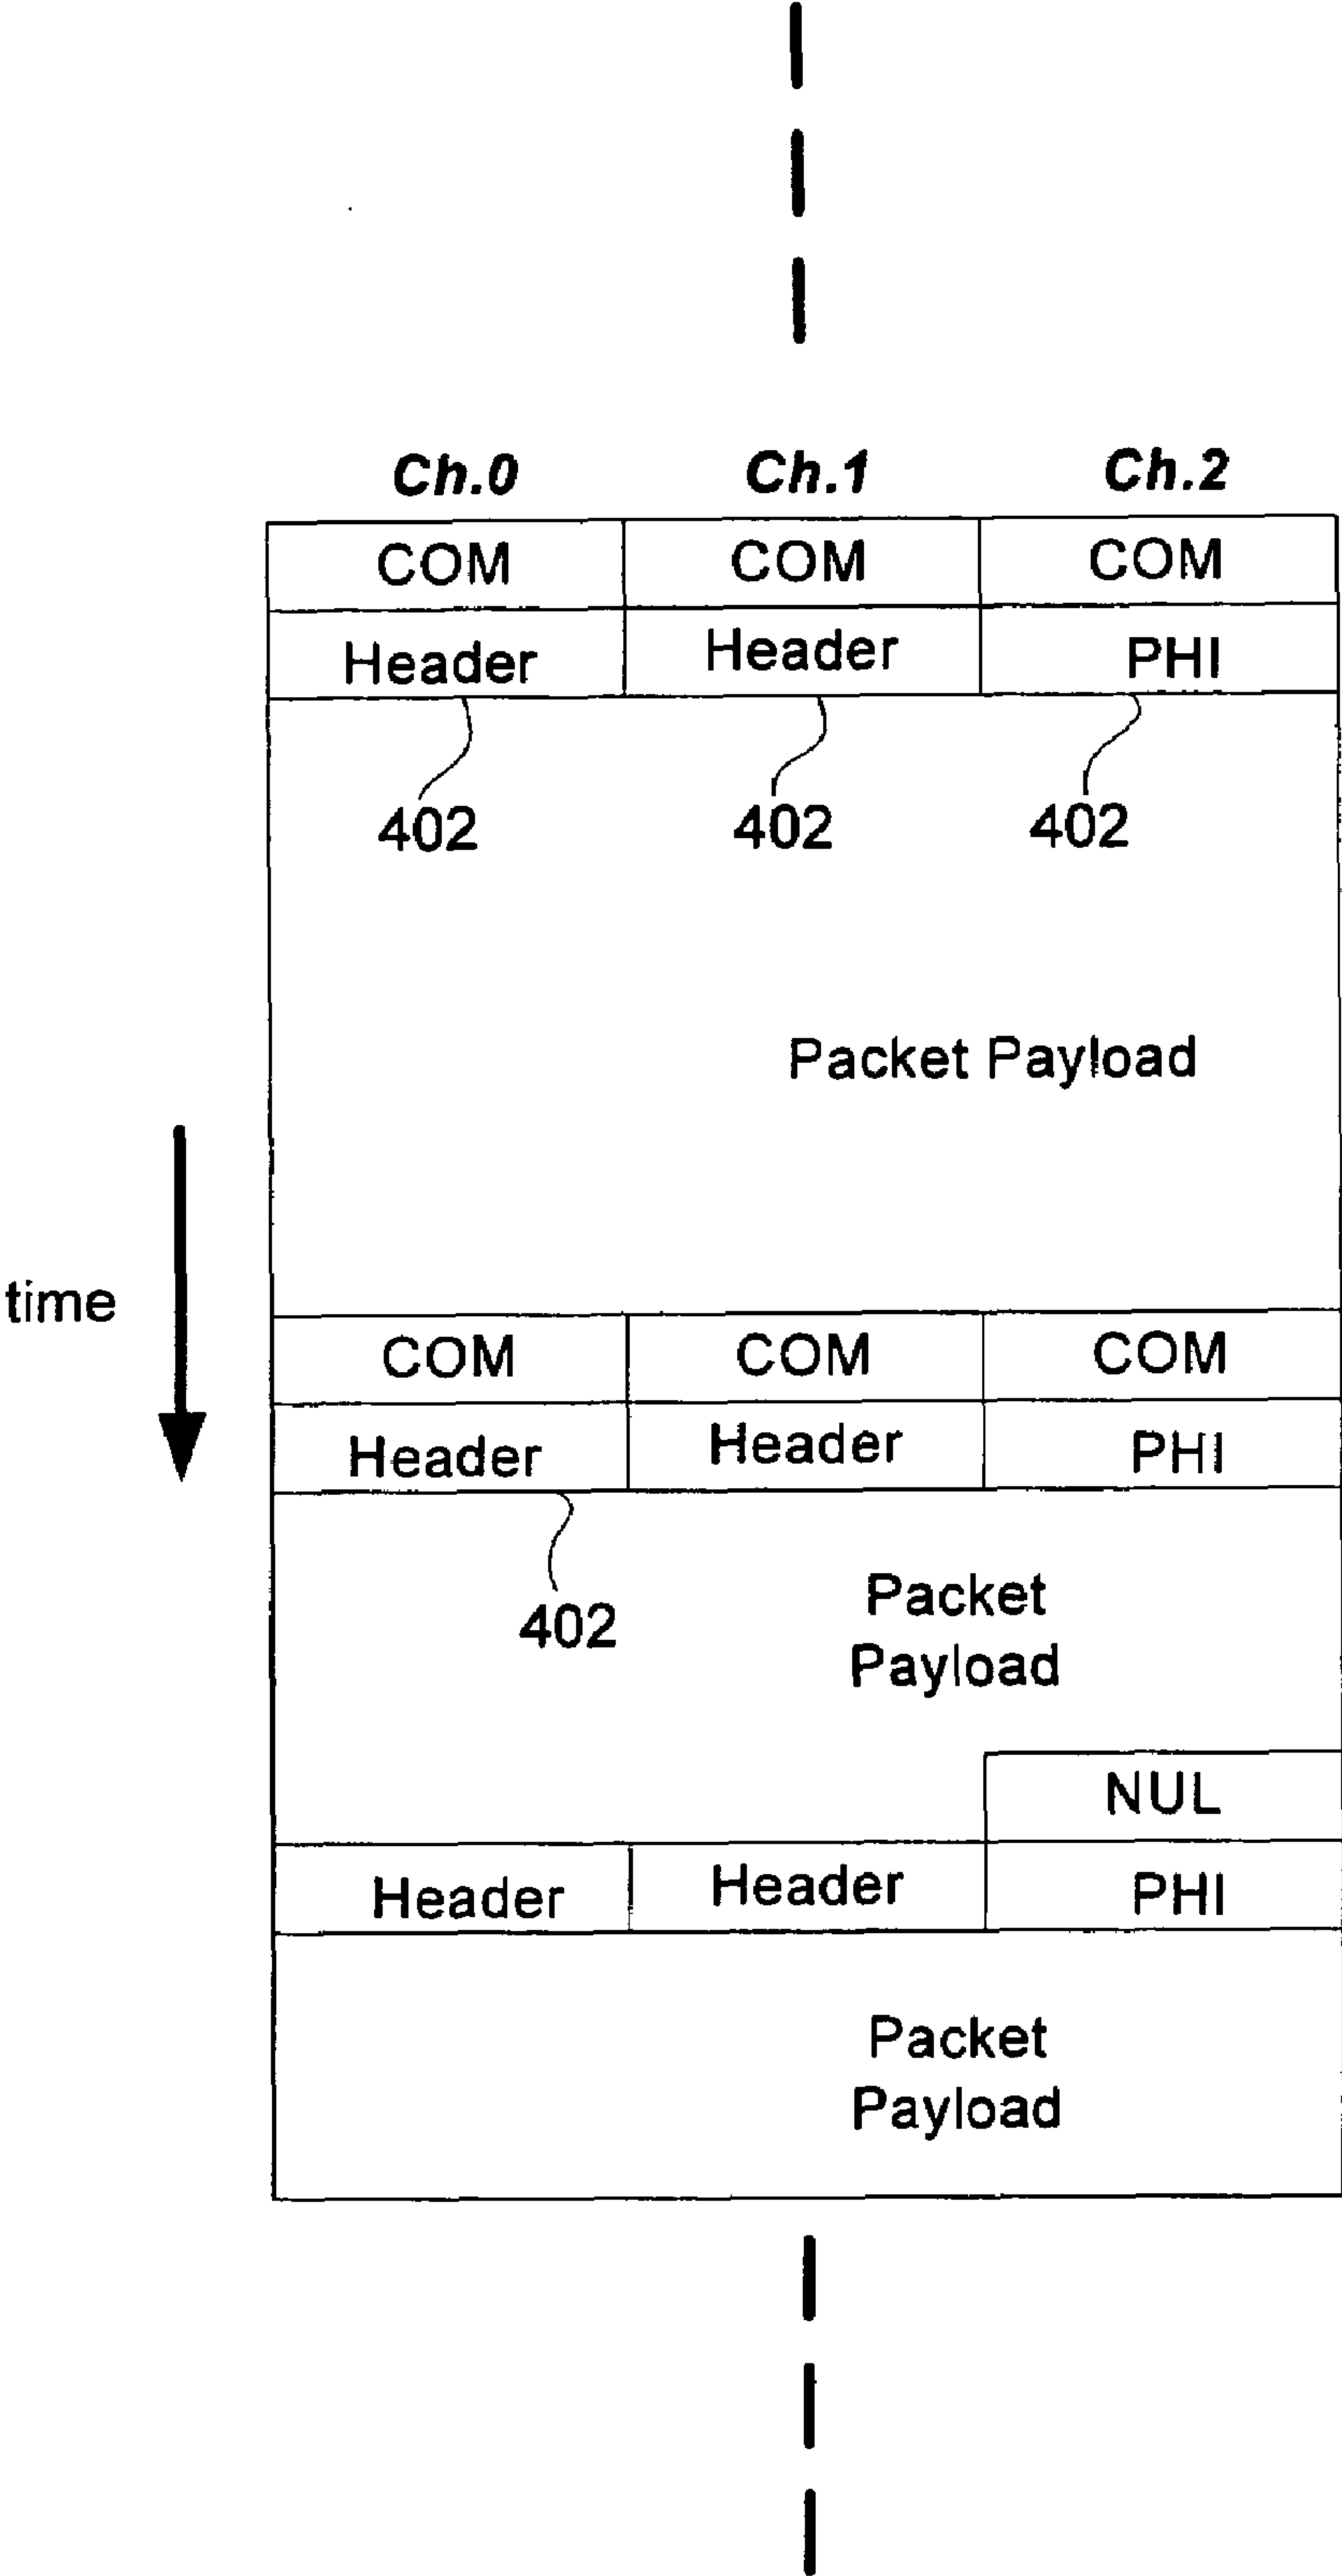 Ch.0 Ch.1 Ch.2
COM COM COM
Header Header PHI
402 402 402
Packet Payload
time
COM COM COM
Header Header PHI
402
Packet
Payload
NUL
Header Header PHI
Packet
Payload